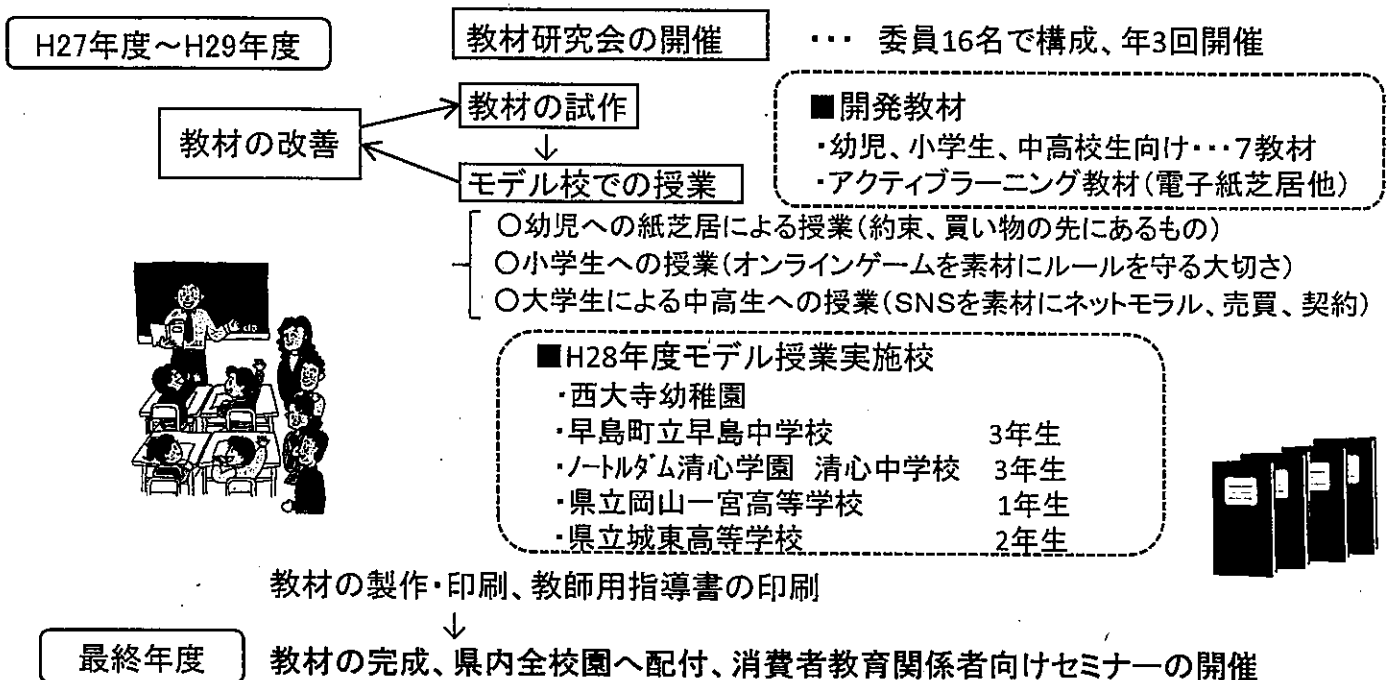 H27年度～H29年度
教材研究会の開催
･･･ 委員16名で構成、年3回開催
教材の試作
教材の改善
↓
モデル校での授業
■開発教材
・幼児、小学生、中高校生向け･･･7教材
・アクティブラーニング教材(電子紙芝居他)
○幼児への紙芝居による授業(約束、買い物の先にあるもの)
○小学生への授業(オンラインゲームを素材にルールを守る大切さ)
○大学生による中高生への授業(SNSを素材にネットモラル、売買、契約)
■H28年度モデル授業実施校
・西大寺幼稚園
・早島町立早島中学校 3年生
・ノートルダム清心学園 清心中学校 3年生
・県立岡山一宮高等学校 1年生
・県立城東高等学校 2年生
教材の製作・印刷、教師用指導書の印刷
↓
最終年度 教材の完成、県内全校園へ配付、消費者教育関係者向けセミナーの開催